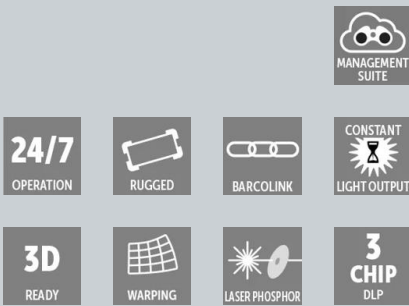 MANAGEMENT
SUITE
24/7
OPERATION
RUGGED
BARCOLINK
CONSTANT
LIGHT OUTPUT
3D
READY
WARPING
LASER PHOSPHOR
3
CHIP
DLP